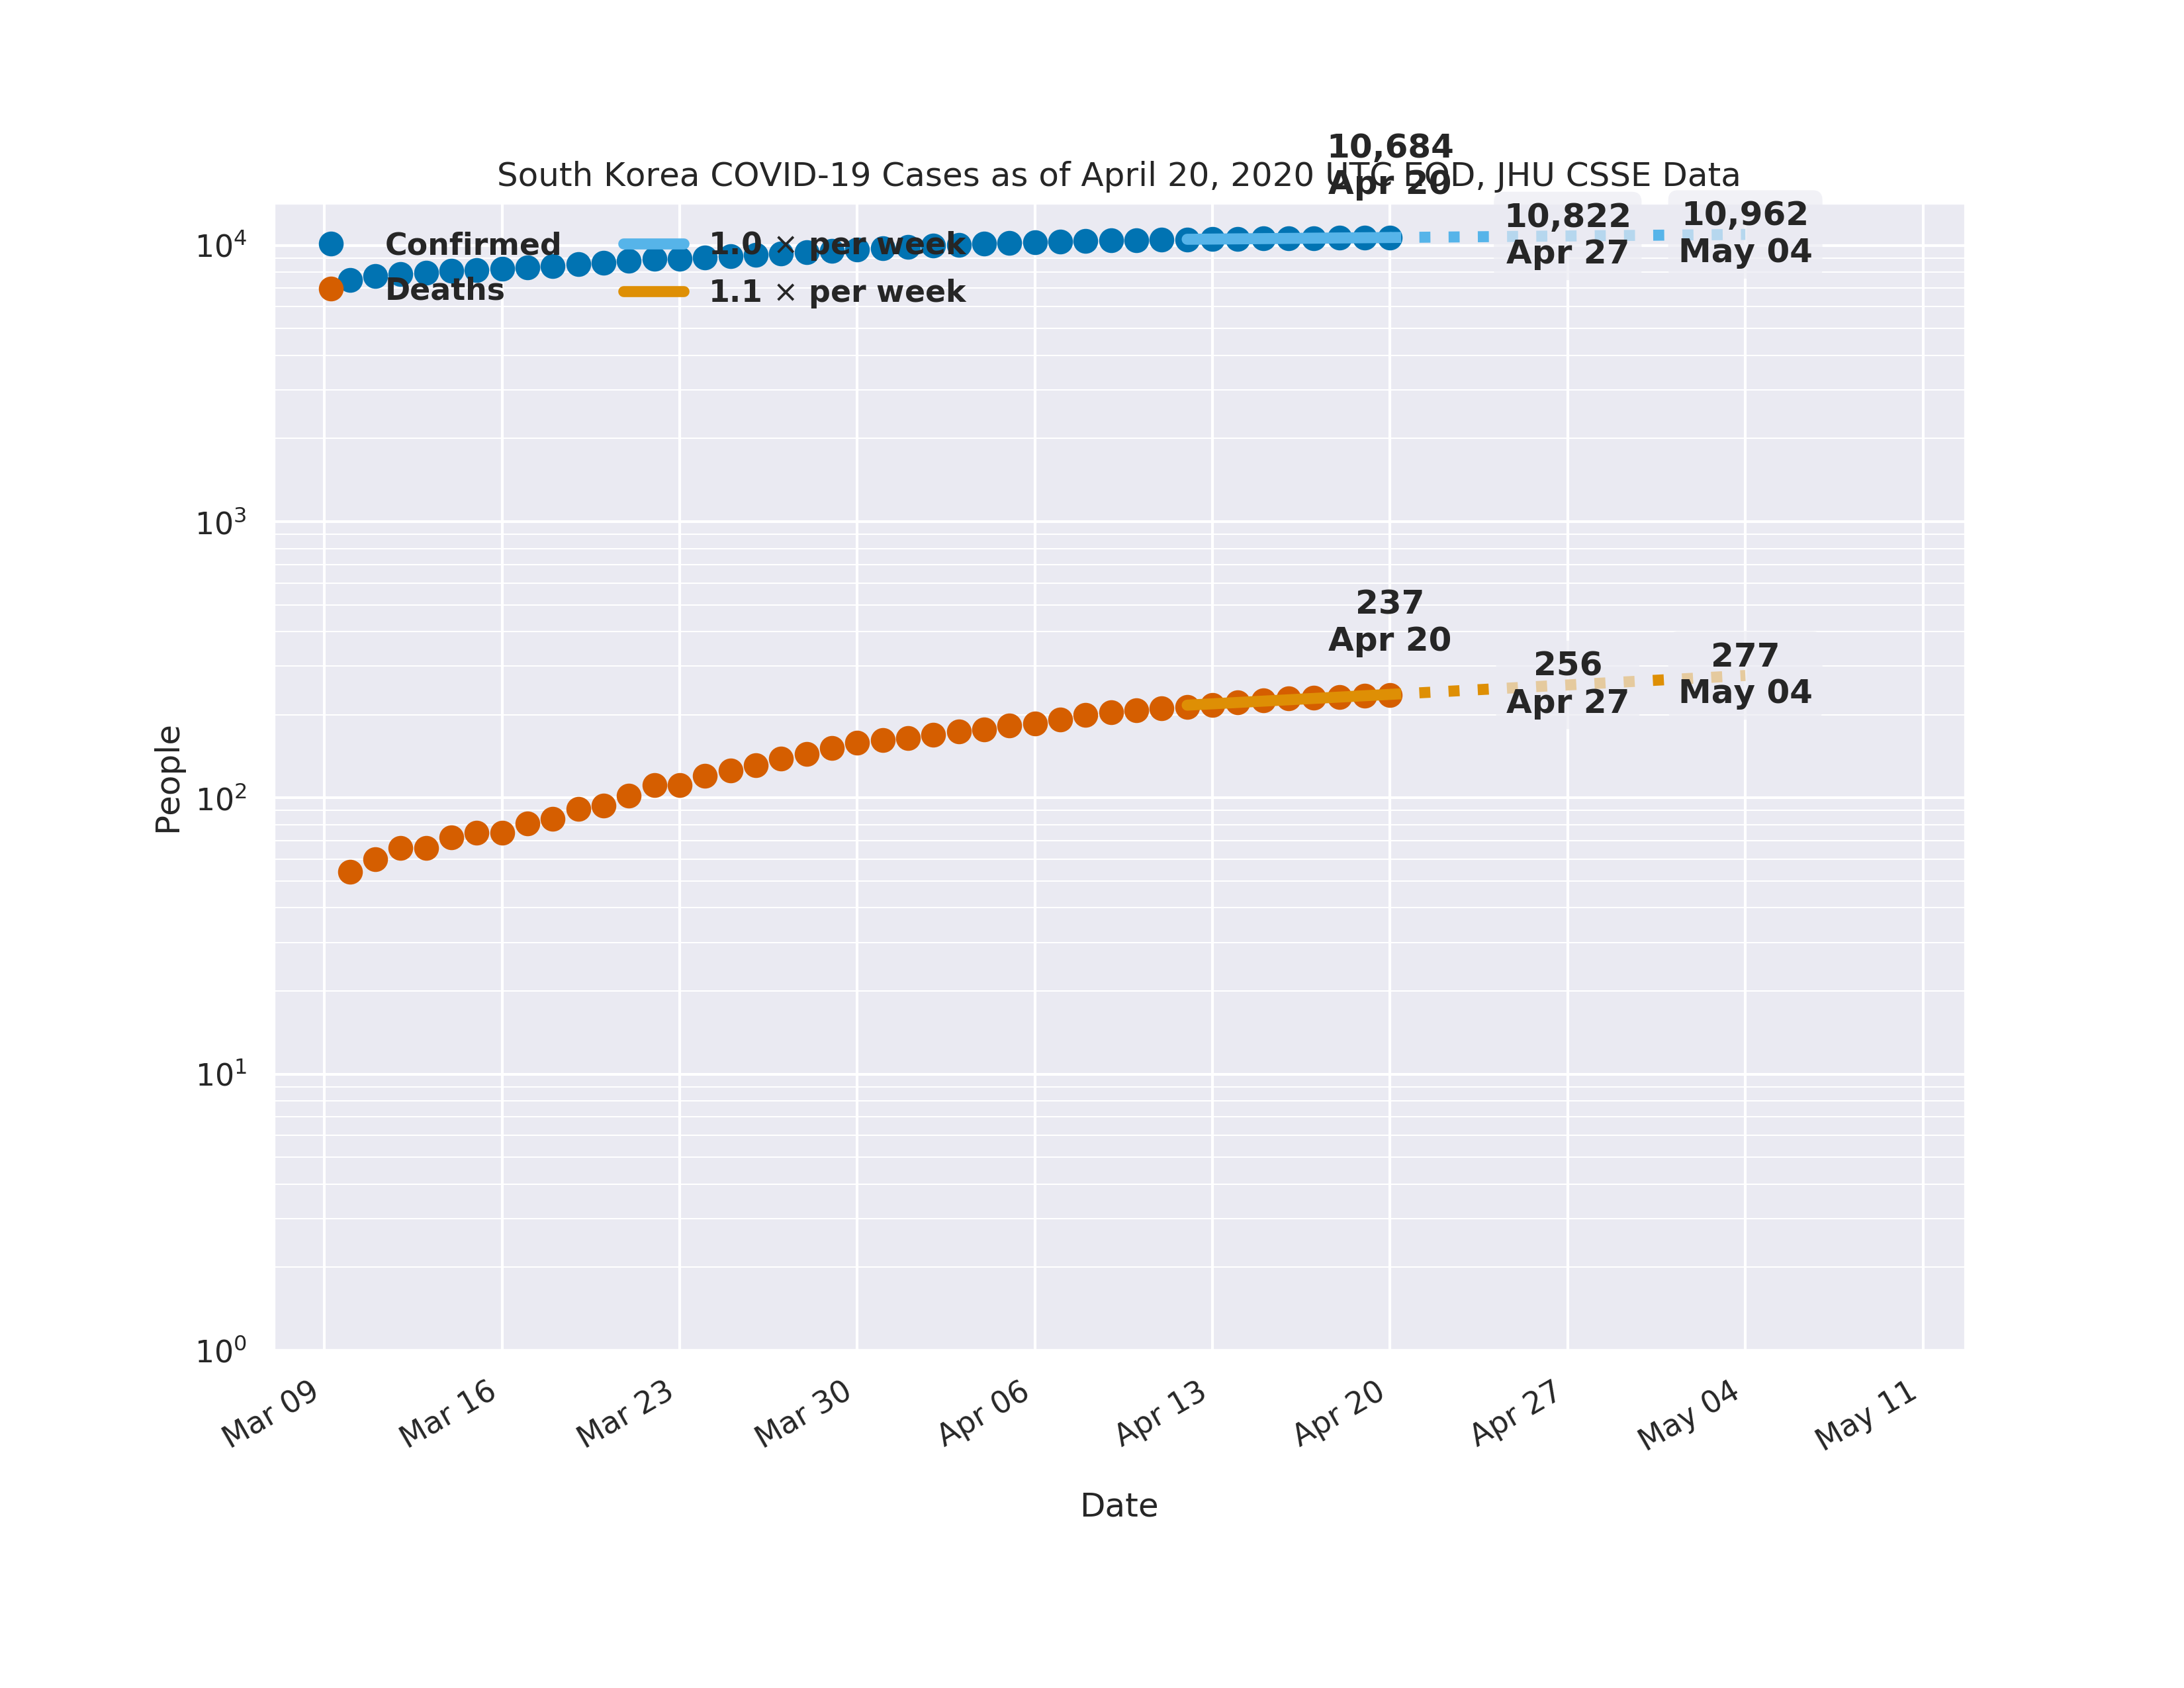 10,684
Apr 20
South Korea COVID-19 Cases as of April 20, 2020 UTC EOD, JHU CSSE Data
10,822
Apr 27
10,962
May 04
Confirmed
Deaths
1.0 × per week
1.1 × per week
237
Apr 20
256
Apr 27
277
May 04
People
10⁴
10³
10²
10¹
10⁰
Mar 09
Mar 16
Mar 23
Mar 30
Apr 06
Apr 13
Apr 20
Apr 27
May 04
May 11
Date